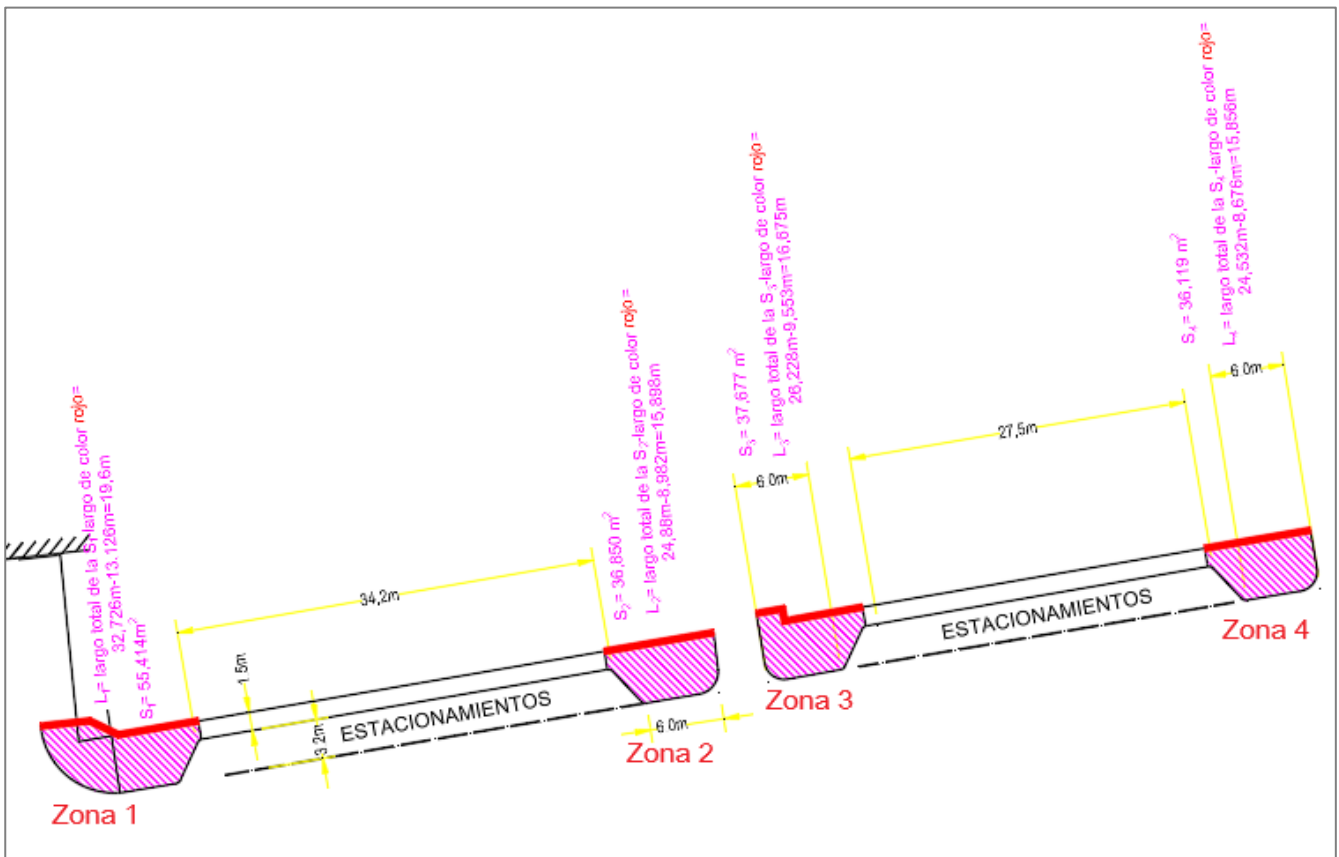 L₁= largo total de la S₁-largo de color rojo=
32,726m-13.126m=19,6m
S₁= 55,414m²
34,2m
1.5m
3.2m
ESTACIONAMIENTOS
S₂= 36,850 m²
L₂= largo total de la S₂-largo de color rojo=
24,88m-8,982m=15,898m
6.0m
Zona 1
Zona 2
S₃= 37,677 m²
L₃= largo total de la S₃-largo de color rojo=
26,228m-9,553m=16,675m
6.0m
27,5m
ESTACIONAMIENTOS
Zona 3
S₄= 36,119 m²
L₄= largo total de la S₄-largo de color rojo=
24,532m-8,676m=15,856m
6.0m
Zona 4